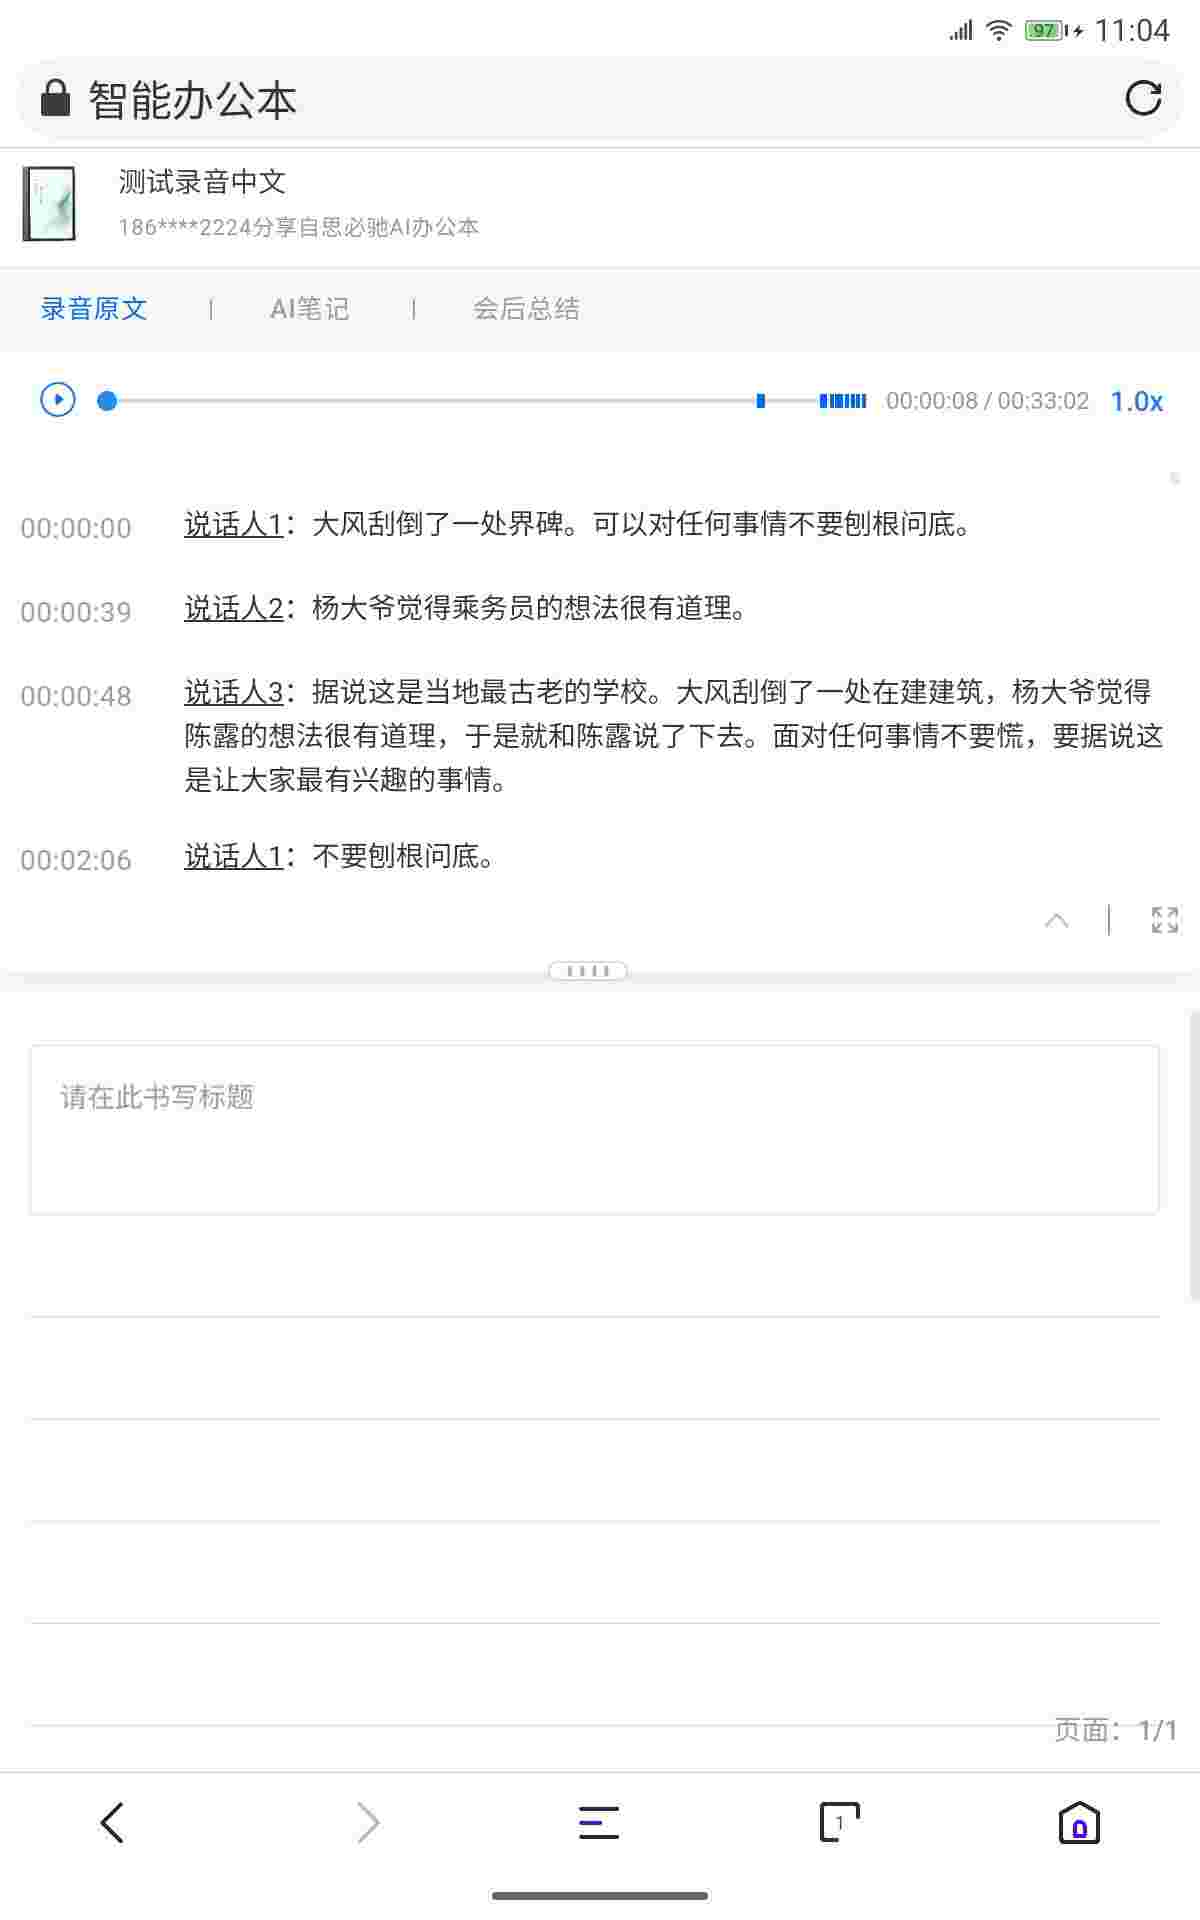 97 11:04
智能办公本
测试录音中文
186****2224分享自思必驰AI办公本
录音原文 | AI笔记 | 会后总结
00:00:08 / 00:33:02 1.0x
00:00:00 说话人1：大风刮倒了一处界碑。可以对任何事情不要刨根问底。
00:00:39 说话人2：杨大爷觉得乘务员的想法很有道理。
00:00:48 说话人3：据说这是当地最古老的学校。大风刮倒了一处在建建筑，杨大爷觉得
陈露的想法很有道理，于是就和陈露说了下去。面对任何事情不要慌，要据说这
是让大家最有兴趣的事情。
00:02:06 说话人1：不要刨根问底。
请在此书写标题
页面：1/1
1